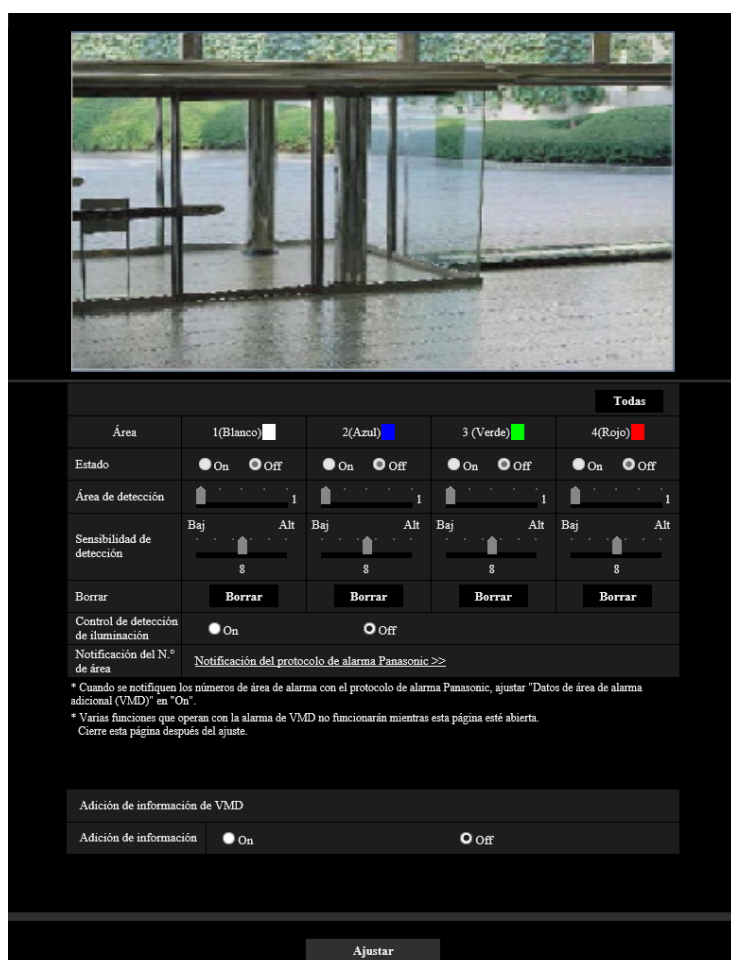 Todas
Área 1(Blanco) 2(Azul) 3 (Verde) 4(Rojo)
Estado On Off On Off On Off On Off
Área de detección 1 1 1 1
Baj Alt Baj Alt Baj Alt Baj Alt
Sensibilidad de
detección
8 8 8 8
Borrar Borrar Borrar Borrar Borrar
Control de detección
de iluminación On Off
Notificación del N.°
de área Notificación del protocolo de alarma Panasonic >>
* Cuando se notifiquen los números de área de alarma con el protocolo de alarma Panasonic, ajustar "Datos de área de alarma
adicional (VMD)" en "On".
* Varias funciones que operan con la alarma de VMD no funcionarán mientras esta página esté abierta.
Cierre esta página después del ajuste.
Adición de información de VMD
Adición de información On Off
Ajustar